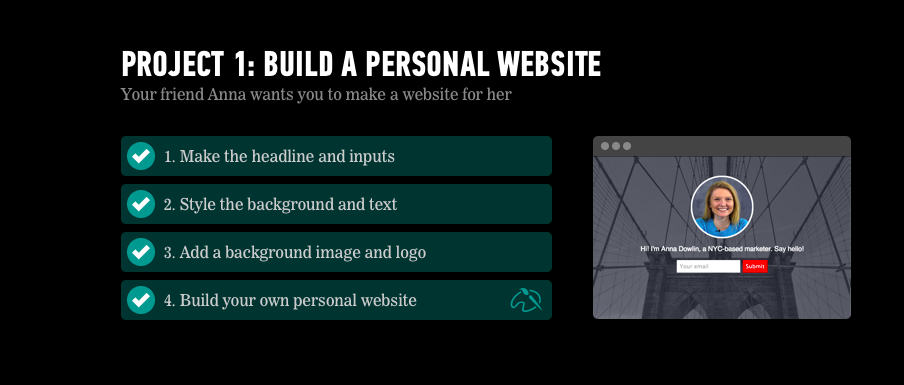 PROJECT 1: BUILD A PERSONAL WEBSITE
Your friend Anna wants you to make a website for her
1. Make the headline and inputs
2. Style the background and text
3. Add a background image and logo
4. Build your own personal website
Hi! I'm Anna Dowlin, a NYC-based marketer. Say hello!
Your email
Submit